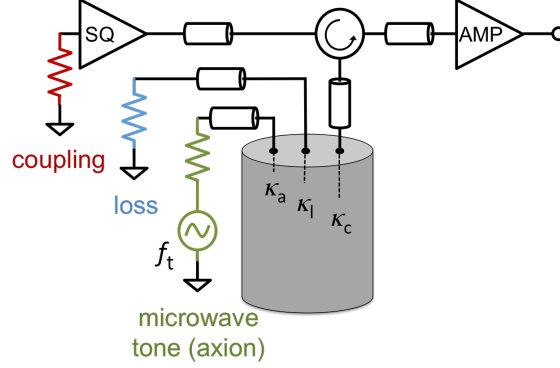 SQ
AMP
coupling
loss
κa
κl
κc
ft
microwave
tone (axion)